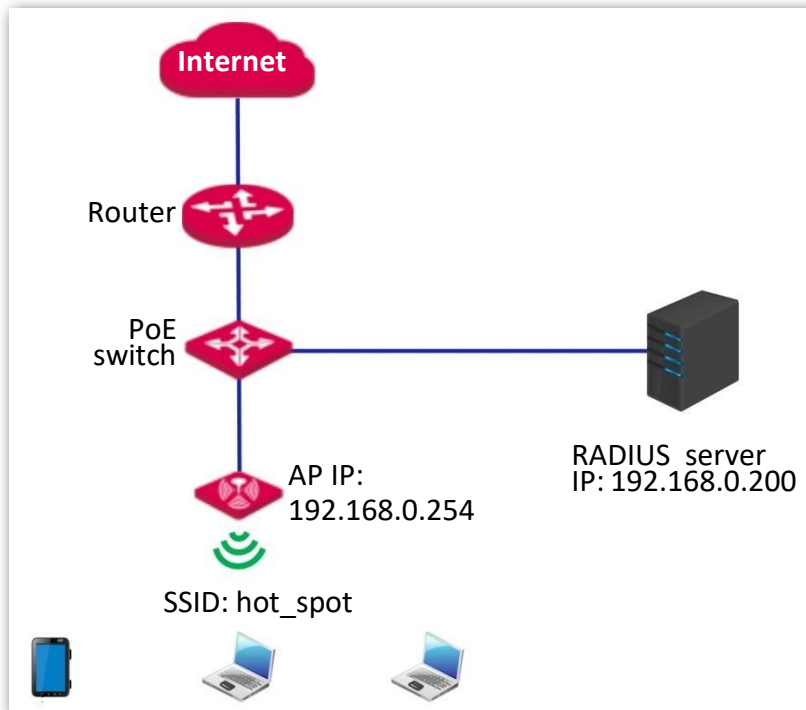 Internet
Router
PoE
switch
AP IP:
192.168.0.254
RADIUS server
IP: 192.168.0.200
SSID: hot_spot